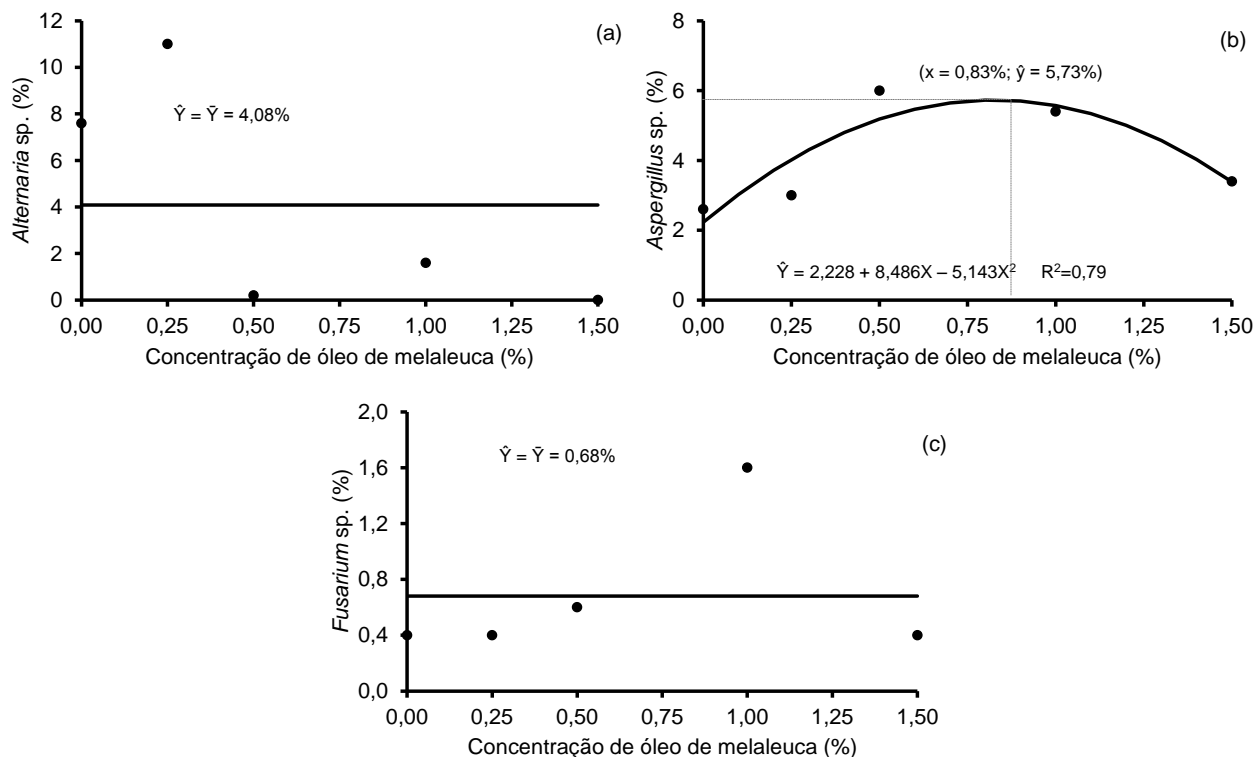 (a)
Alternaria sp. (%)
12
10
8
6
4
2
0
Ŷ = Ȳ = 4,08%
0,00 0,25 0,50 0,75 1,00 1,25 1,50
Concentração de óleo de melaleuca (%)
(b)
Aspergillus sp. (%)
8
6
4
2
0
(x = 0,83%; ŷ = 5,73%)
Ŷ = 2,228 + 8,486X – 5,143X² R²=0,79
0,00 0,25 0,50 0,75 1,00 1,25 1,50
Concentração de óleo de melaleuca (%)
(c)
Fusarium sp. (%)
2,0
1,6
1,2
0,8
0,4
0,0
Ŷ = Ȳ = 0,68%
0,00 0,25 0,50 0,75 1,00 1,25 1,50
Concentração de óleo de melaleuca (%)